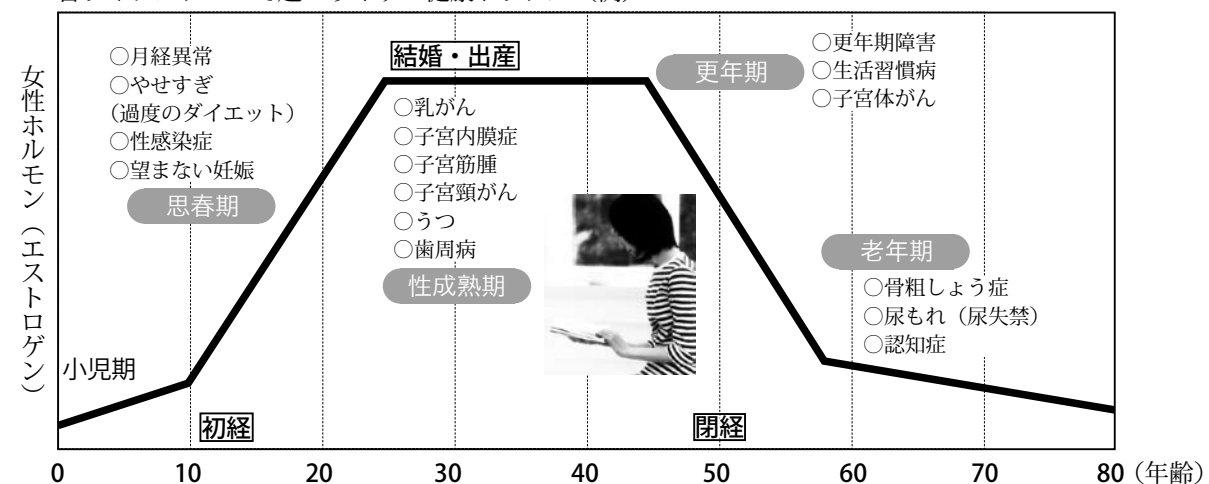 ○月経異常
○やせすぎ
(過度のダイエット)
○性感染症
○望まない妊娠
思春期
結婚・出産
○乳がん
○子宮内膜症
○子宮筋腫
○子宮頸がん
○うつ
○歯周病
性成熟期
更年期
○更年期障害
○生活習慣病
○子宮体がん
老年期
○骨粗しょう症
○尿もれ(尿失禁)
○認知症
女性ホルモン(エストロゲン)
小児期
初経
閉経
0 10 20 30 40 50 60 70 80(年齢)